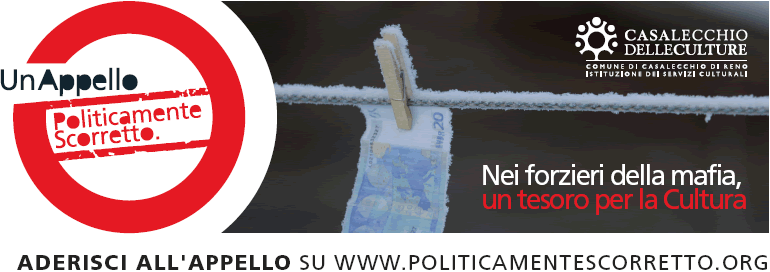 UnAppello
Politicamente
Scorretto.
20
CASALECCHIO
DELLECULTURE
COMUNE DI CASALECCHIO DI RENO
ISTITUZIONE DEI SERVIZI CULTURALI
Nei forzieri della mafia,
un tesoro per la Cultura
ADERISCI ALL'APPELLO SU WWW.POLITICAMENTESCORRETTO.ORG